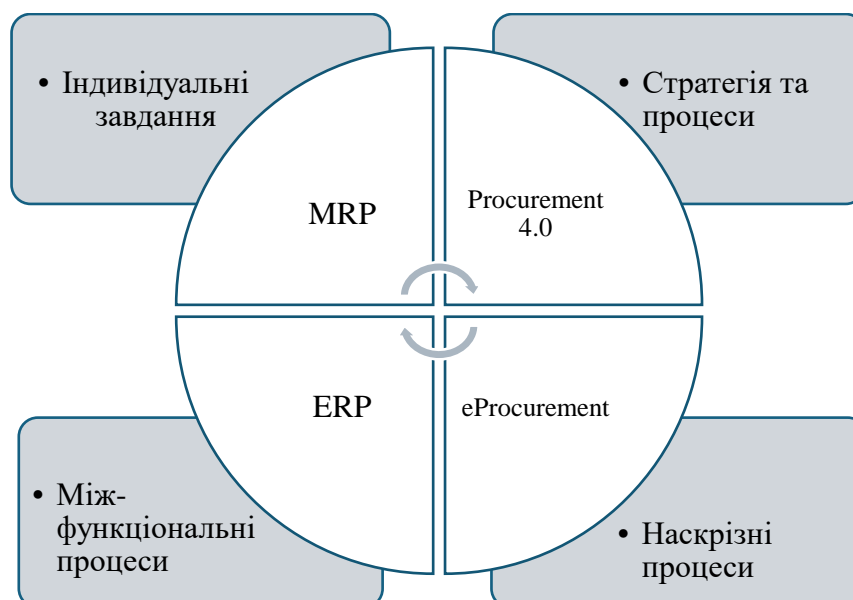 • Індивідуальні
завдання
• Стратегія та
процеси
MRP
Procurement
4.0
ERP
eProcurement
• Між-
функціональні
процеси
• Наскрізні
процеси